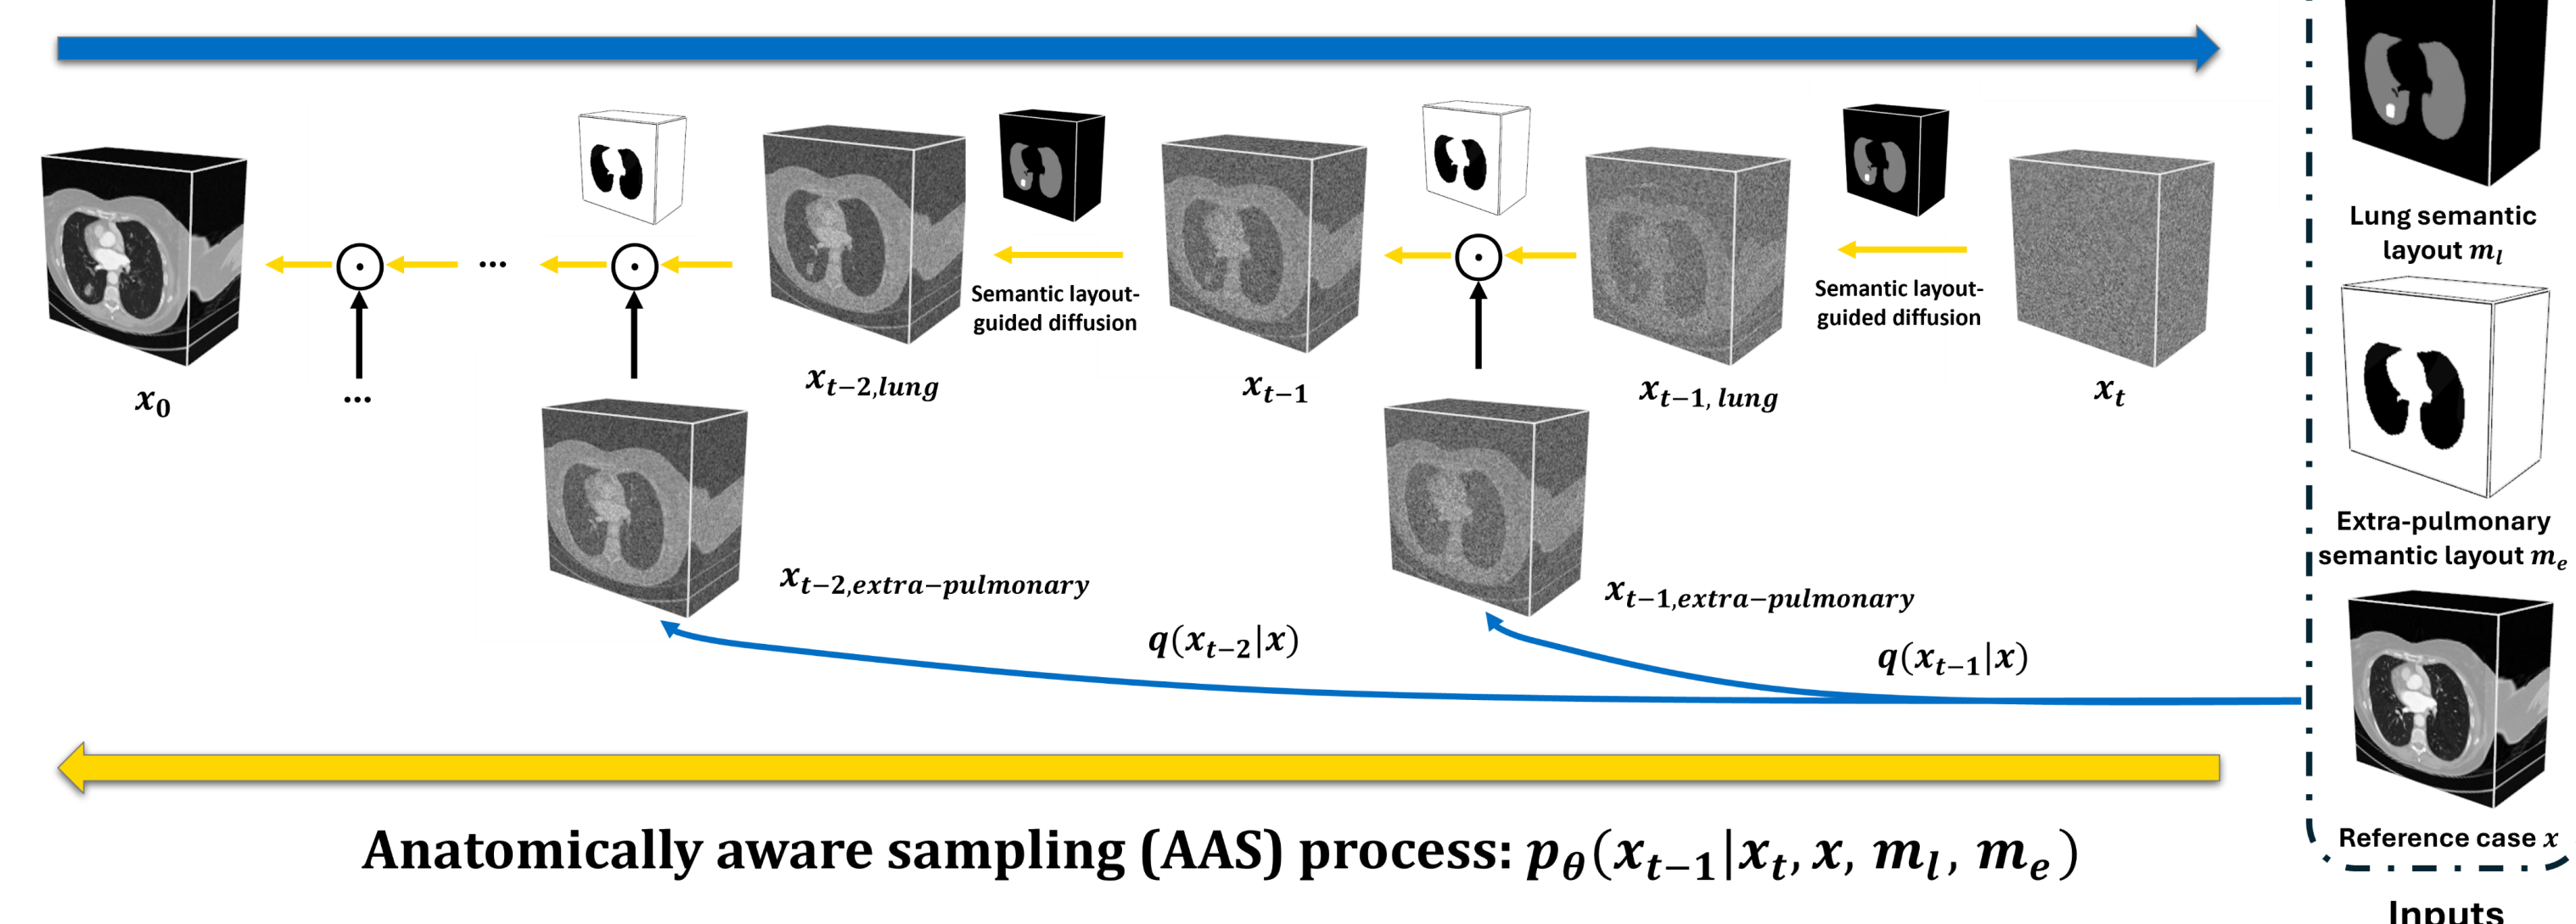 Lung semantic
layout m_l
Semantic layout-
guided diffusion
Semantic layout-
guided diffusion
...
x_0
...
x_{t−2,lung}
x_{t−1}
x_{t−1, lung}
x_t
Extra-pulmonary
semantic layout m_e
x_{t−2,extra−pulmonary}
x_{t−1,extra−pulmonary}
q(x_{t−2}|x)
q(x_{t−1}|x)
Reference case x
Anatomically aware sampling (AAS) process: p_θ(x_{t−1}|x_t, x, m_l, m_e)
Inputs